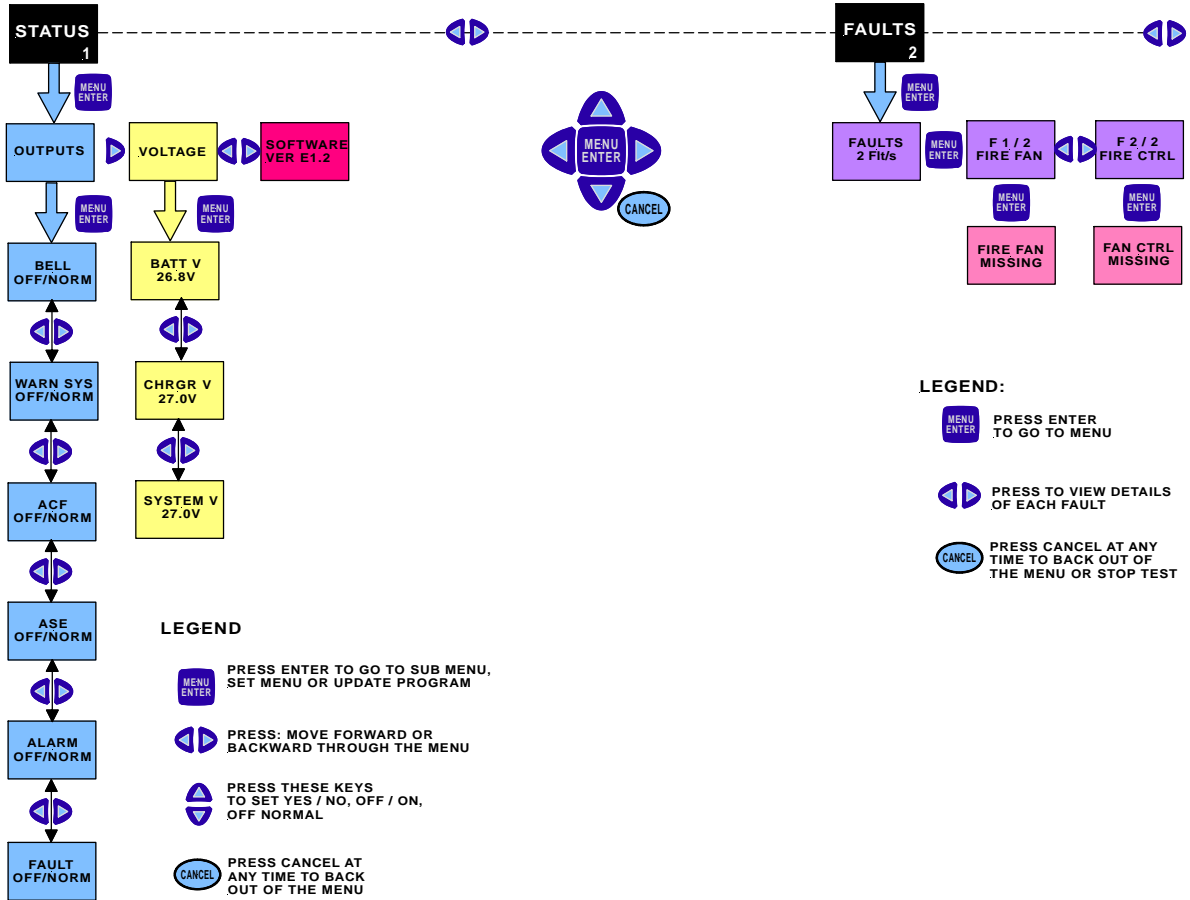 STATUS
1
FAULTS
2
MENU
ENTER
MENU
ENTER
OUTPUTS
VOLTAGE
SOFTWARE
VER E1.2
MENU
ENTER
CANCEL
FAULTS
2 Flt/s
MENU
ENTER
F 1 / 2
FIRE FAN
F 2 / 2
FIRE CTRL
MENU
ENTER
MENU
ENTER
MENU
ENTER
MENU
ENTER
BELL
OFF/NORM
BATT V
26.8V
FIRE FAN
MISSING
FAN CTRL
MISSING
WARN SYS
OFF/NORM
CHRGR V
27.0V
ACF
OFF/NORM
SYSTEM V
27.0V
ASE
OFF/NORM
ALARM
OFF/NORM
FAULT
OFF/NORM
LEGEND
MENU
ENTER
PRESS ENTER TO GO TO SUB MENU,
SET MENU OR UPDATE PROGRAM
PRESS: MOVE FORWARD OR
BACKWARD THROUGH THE MENU
PRESS THESE KEYS
TO SET YES / NO, OFF / ON,
OFF NORMAL
CANCEL
PRESS CANCEL AT
ANY TIME TO BACK
OUT OF THE MENU
LEGEND:
MENU
ENTER
PRESS ENTER
TO GO TO MENU
PRESS TO VIEW DETAILS
OF EACH FAULT
CANCEL
PRESS CANCEL AT ANY
TIME TO BACK OUT OF
THE MENU OR STOP TEST